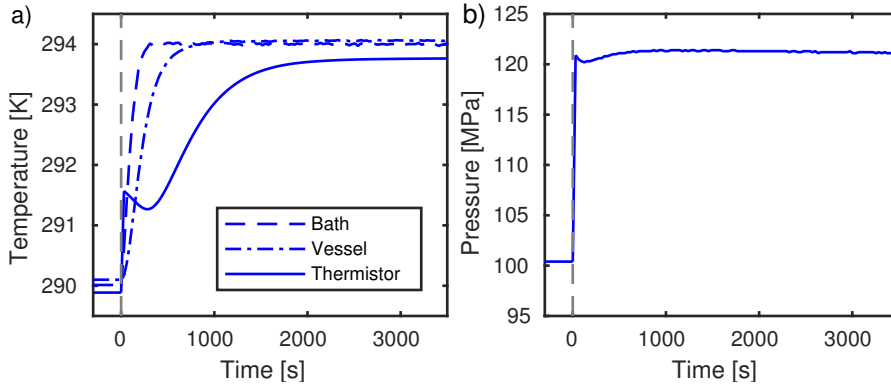 a)
294
293
292
291
290
Temperature [K]
0
1000
2000
3000
Time [s]
Bath
Vessel
Thermistor
b)
125
120
115
110
105
100
95
Pressure [MPa]
0
1000
2000
3000
Time [s]